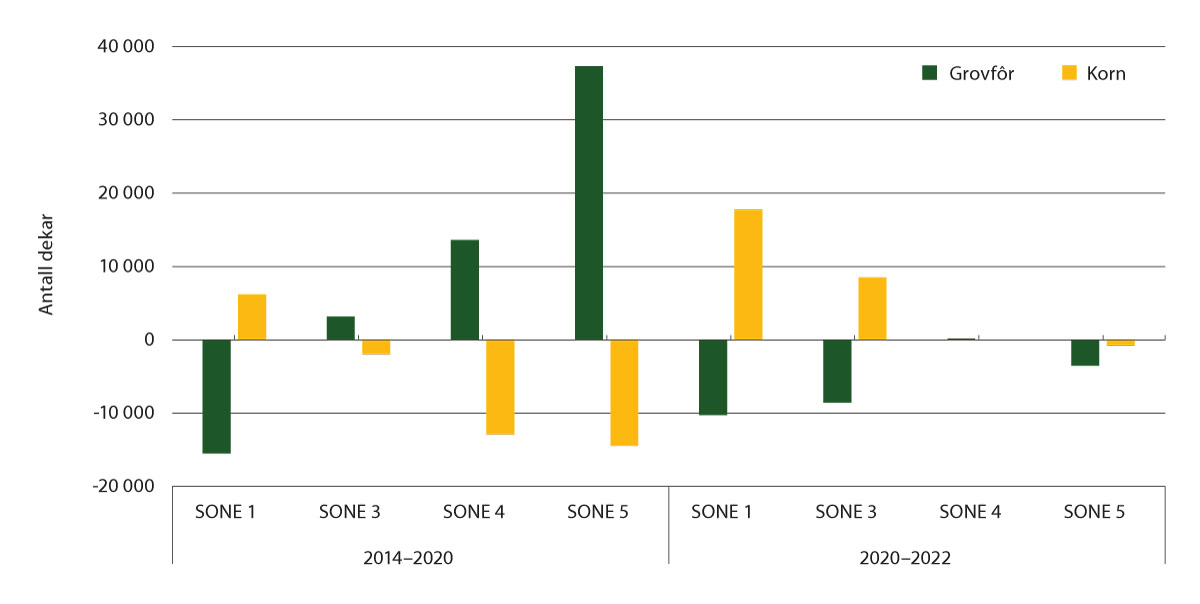 40 000
Grovfôr
Korn
30 000
20 000
10 000
0
-10 000
-20 000
Antall dekar
SONE 1 SONE 3 SONE 4 SONE 5 SONE 1 SONE 3 SONE 4 SONE 5
2014–2020 2020–2022